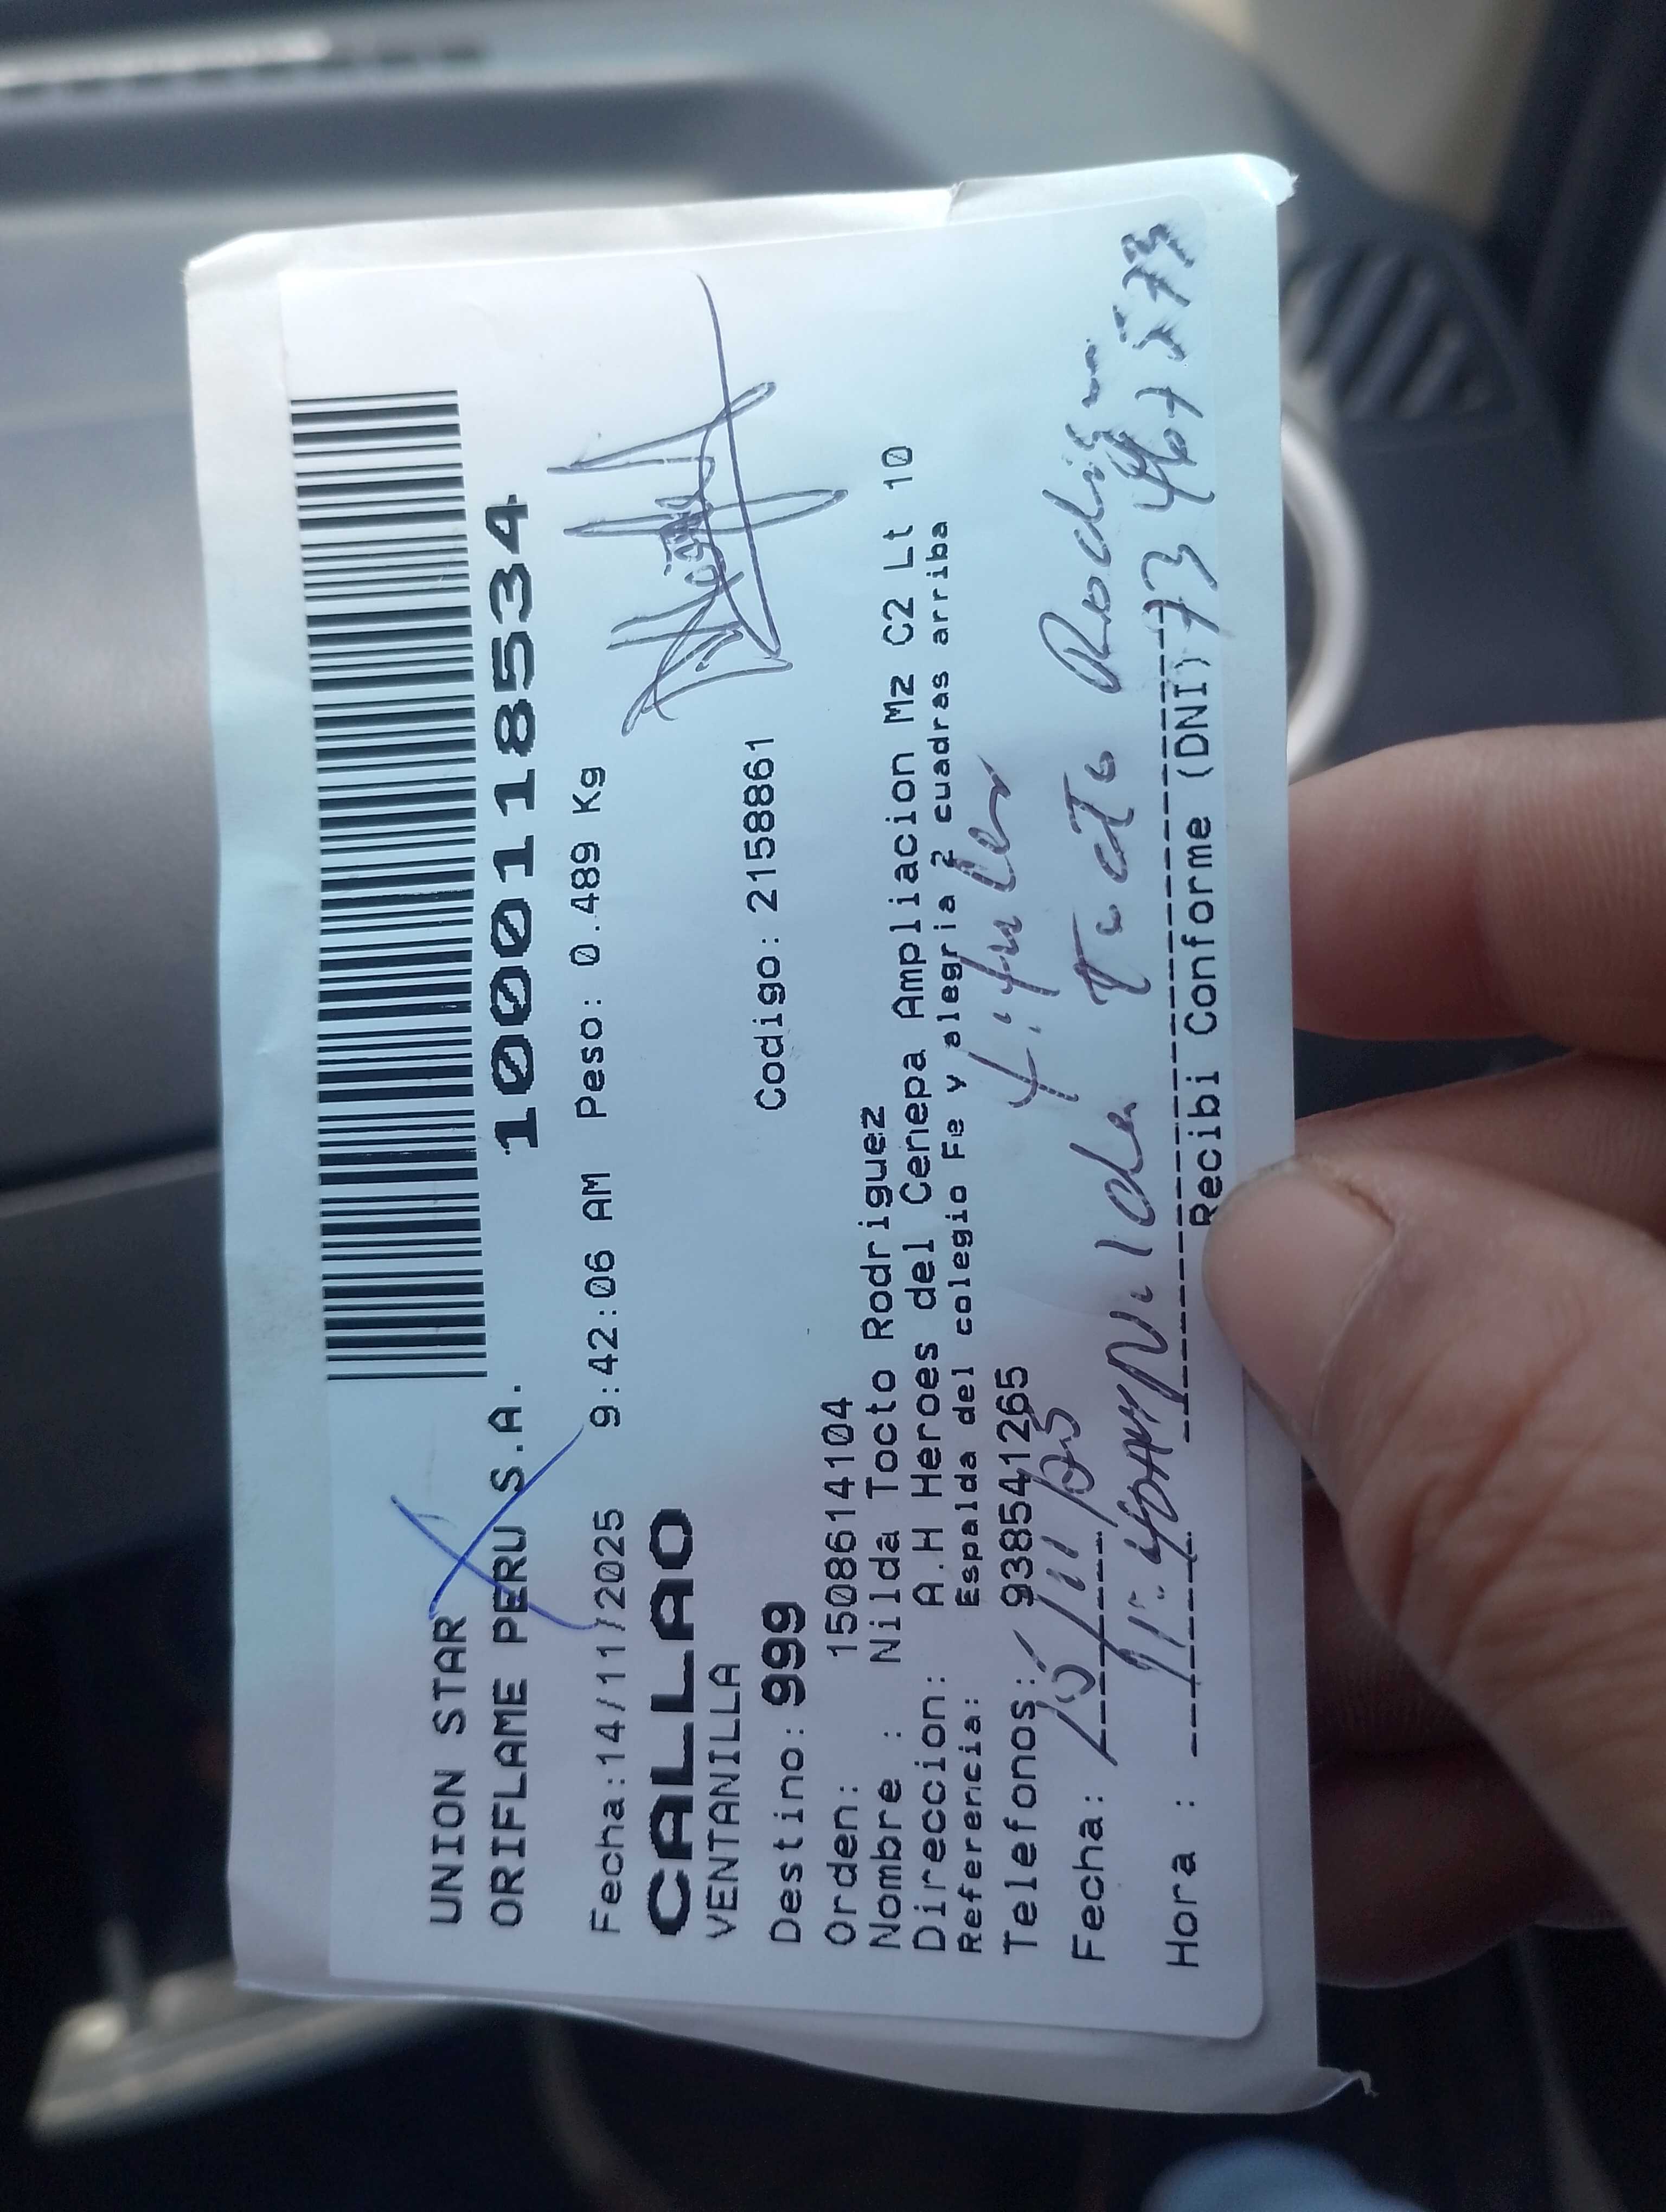 UNION STAR
ORIFLAME PERU S.A.
1000118534
Fecha:14/11/2025 9:42:06 AM Peso: 0.489 Kg
CALLAO
VENTANILLA
Destino: 999 Codigo: 2158861
Orden: 1508614104
Nombre : Nilda Tocto Rodriguez
Direccion: A.H Heroes del Cenepa Ampliacion Mz C2 Lt 10
Referencia: Espalda del colegio Fe y alegria 2 cuadras arriba
Telefonos: 938541265
Titular
Fecha: 15/11/25 Nilda Tocto Rodríguez
Hora :
Recibi Conforme (DNI)